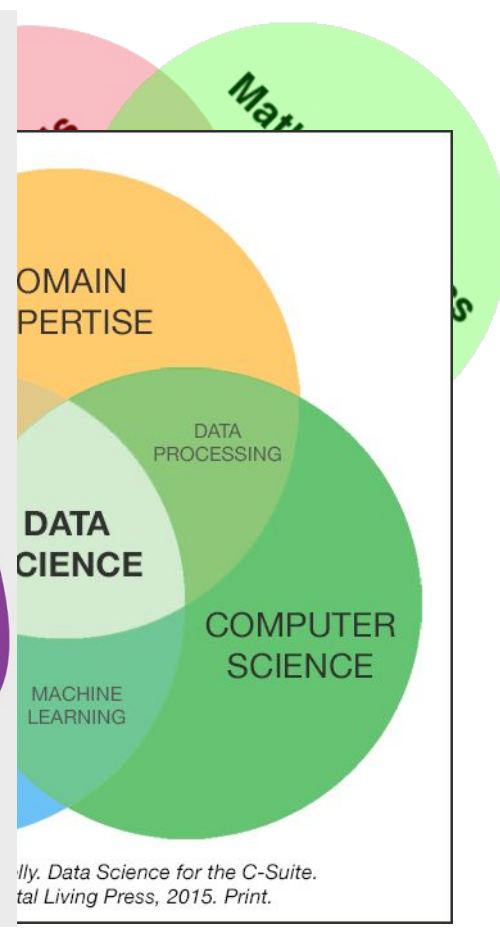 OMAIN
PERTISE
DATA
PROCESSING
DATA
CIENCE
COMPUTER
SCIENCE
MACHINE
LEARNING
lly. Data Science for the C-Suite.
tal Living Press, 2015. Print.